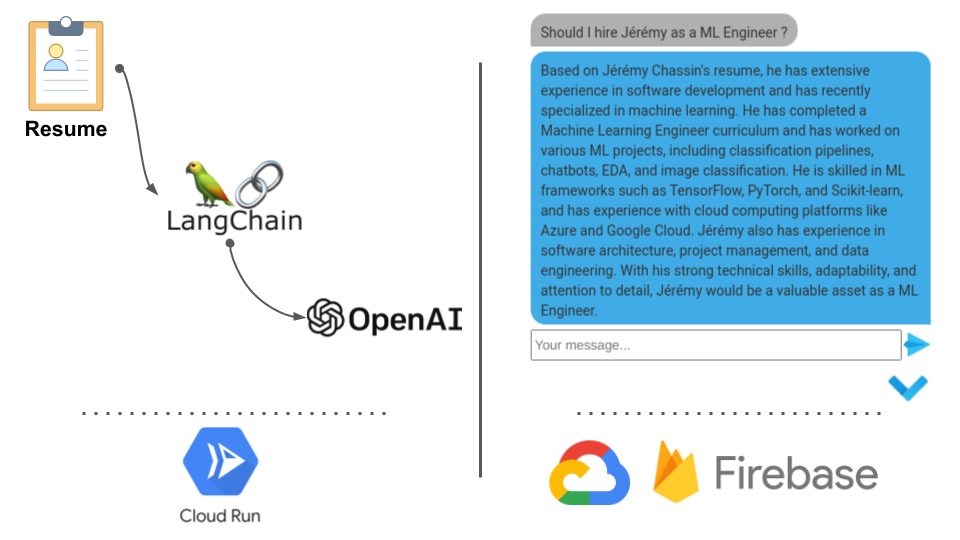 Resume
LangChain
OpenAI
Cloud Run
Should I hire Jérémy as a ML Engineer ?
Based on Jérémy Chassin's resume, he has extensive
experience in software development and has recently
specialized in machine learning. He has completed a
Machine Learning Engineer curriculum and has worked on
various ML projects, including classification pipelines,
chatbots, EDA, and image classification. He is skilled in ML
frameworks such as TensorFlow, PyTorch, and Scikit-learn,
and has experience with cloud computing platforms like
Azure and Google Cloud. Jérémy also has experience in
software architecture, project management, and data
engineering. With his strong technical skills, adaptability, and
attention to detail, Jérémy would be a valuable asset as a ML
Engineer.
Your message...
Firebase